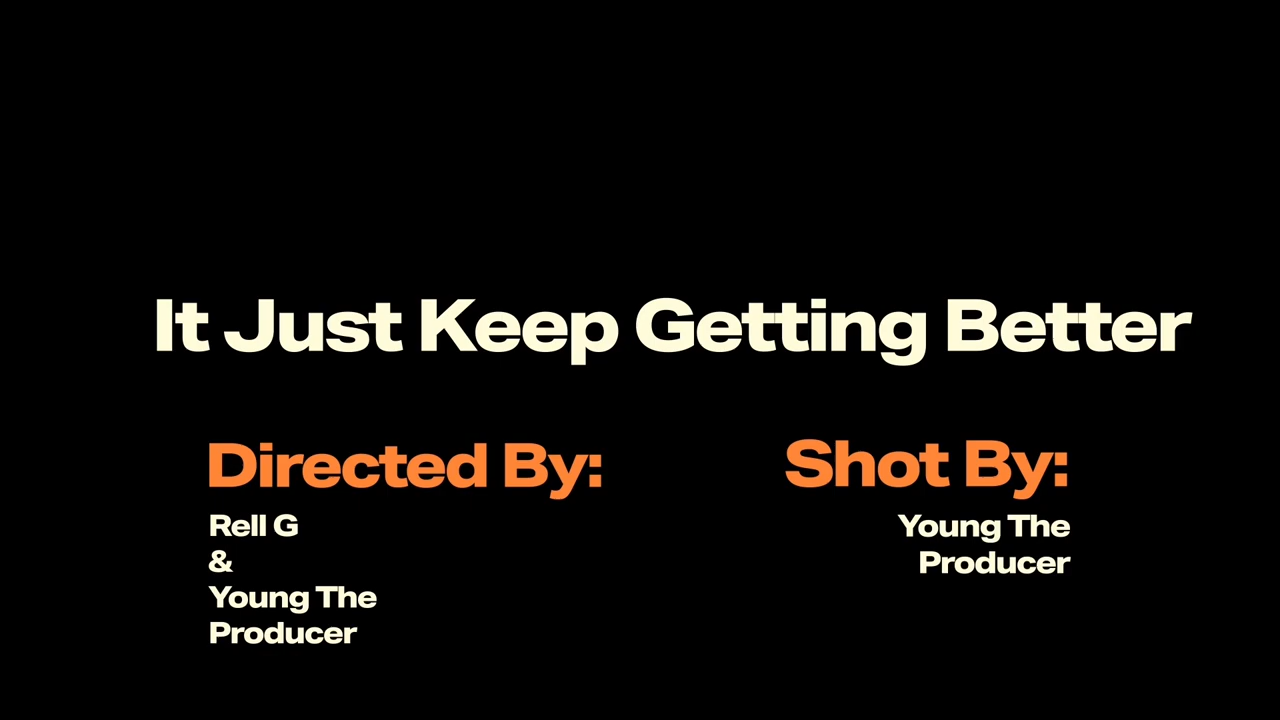 It Just Keep Getting Better
Directed By:
Rell G
&
Young The
Producer
Shot By:
Young The
Producer